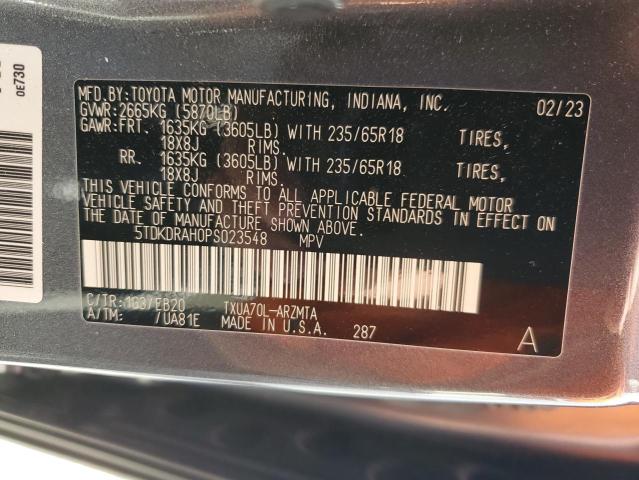 OE730
MFD.BY:TOYOTA MOTOR MANUFACTURING, INDIANA, INC. 02/23
GVWR:2665KG (5870LB)
GAWR:FRT. 1635KG (3605LB) WITH 235/65R18 TIRES,
18X8J RIMS.
RR. 1635KG (3605LB) WITH 235/65R18 TIRES,
18X8J RIMS.
THIS VEHICLE CONFORMS TO ALL APPLICABLE FEDERAL MOTOR
VEHICLE SAFETY AND THEFT PREVENTION STANDARDS IN EFFECT ON
THE DATE OF MANUFACTURE SHOWN ABOVE.
5TDKDRAH0PS023548 MPV
C/TR:1G3/EB20 TXUA70L-ARZMTA
A/TM: /UA81E MADE IN U.S.A. 287 A